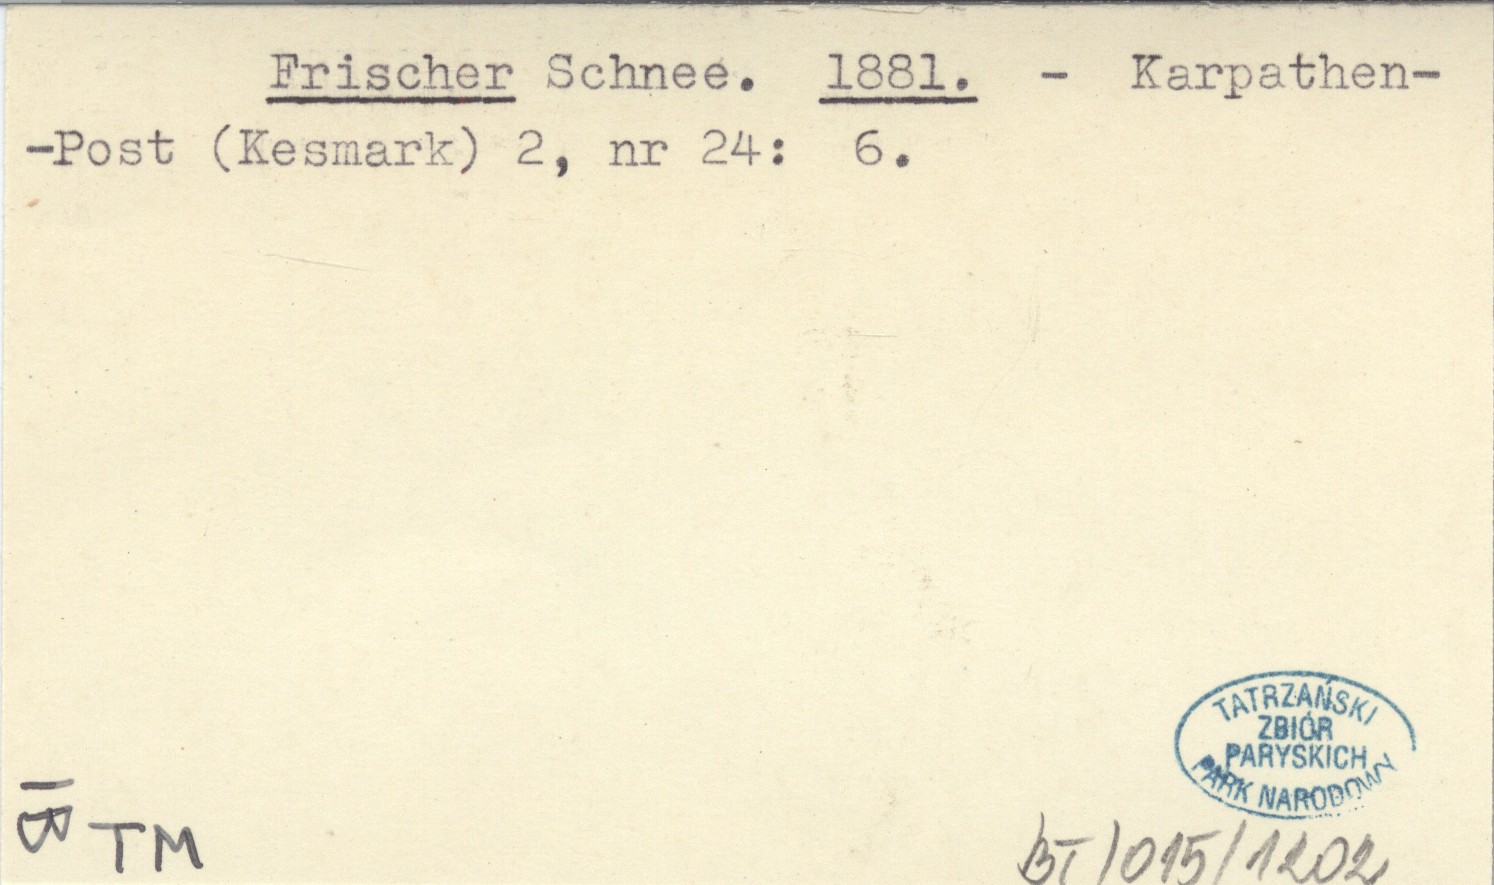 Frischer Schnee. 1881. - Karpathen-
-Post (Kesmark) 2, nr 24: 6.
TATRZAŃSKI
ZBIÓR
PARYSKICH
PARK NARODOWY
B TM
BT/015/1202